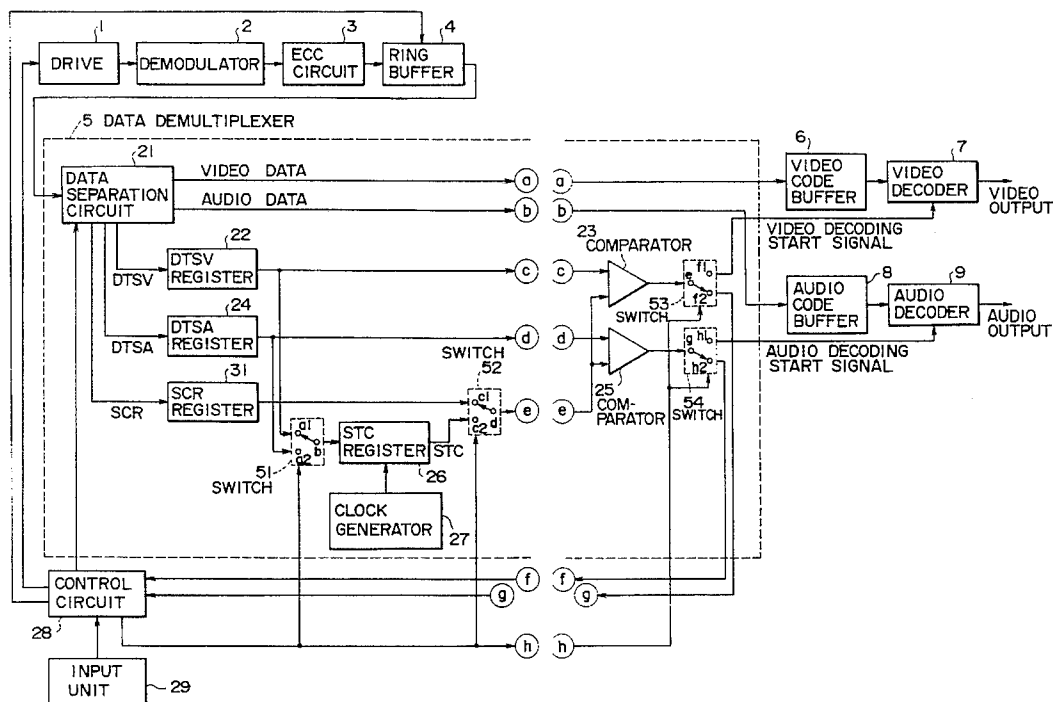 1
2
3
4
DRIVE
DEMODULATOR
ECC
CIRCUIT
RING
BUFFER
5 DATA DEMULTIPLEXER
21
DATA
SEPARATION
CIRCUIT
VIDEO DATA
AUDIO DATA
a
a
b
b
6
VIDEO
CODE
BUFFER
7
VIDEO
DECODER
VIDEO
OUTPUT
VIDEO DECODING
START SIGNAL
22
DTSV
REGISTER
DTSV
c
c
23
COMPARATOR
e
f1
f2
53
SWITCH
8
AUDIO
CODE
BUFFER
9
AUDIO
DECODER
AUDIO
OUTPUT
AUDIO DECODING
START SIGNAL
24
DTSA
REGISTER
DTSA
d
d
g
h1
h2
54
SWITCH
25
COM-
PARATOR
31
SCR
REGISTER
SCR
SWITCH
52
c1
c2
d
e
e
a1
a2
b
51
SWITCH
STC
REGISTER
STC
26
CLOCK
GENERATOR
27
CONTROL
CIRCUIT
28
f
f
g
g
h
h
INPUT
UNIT
29